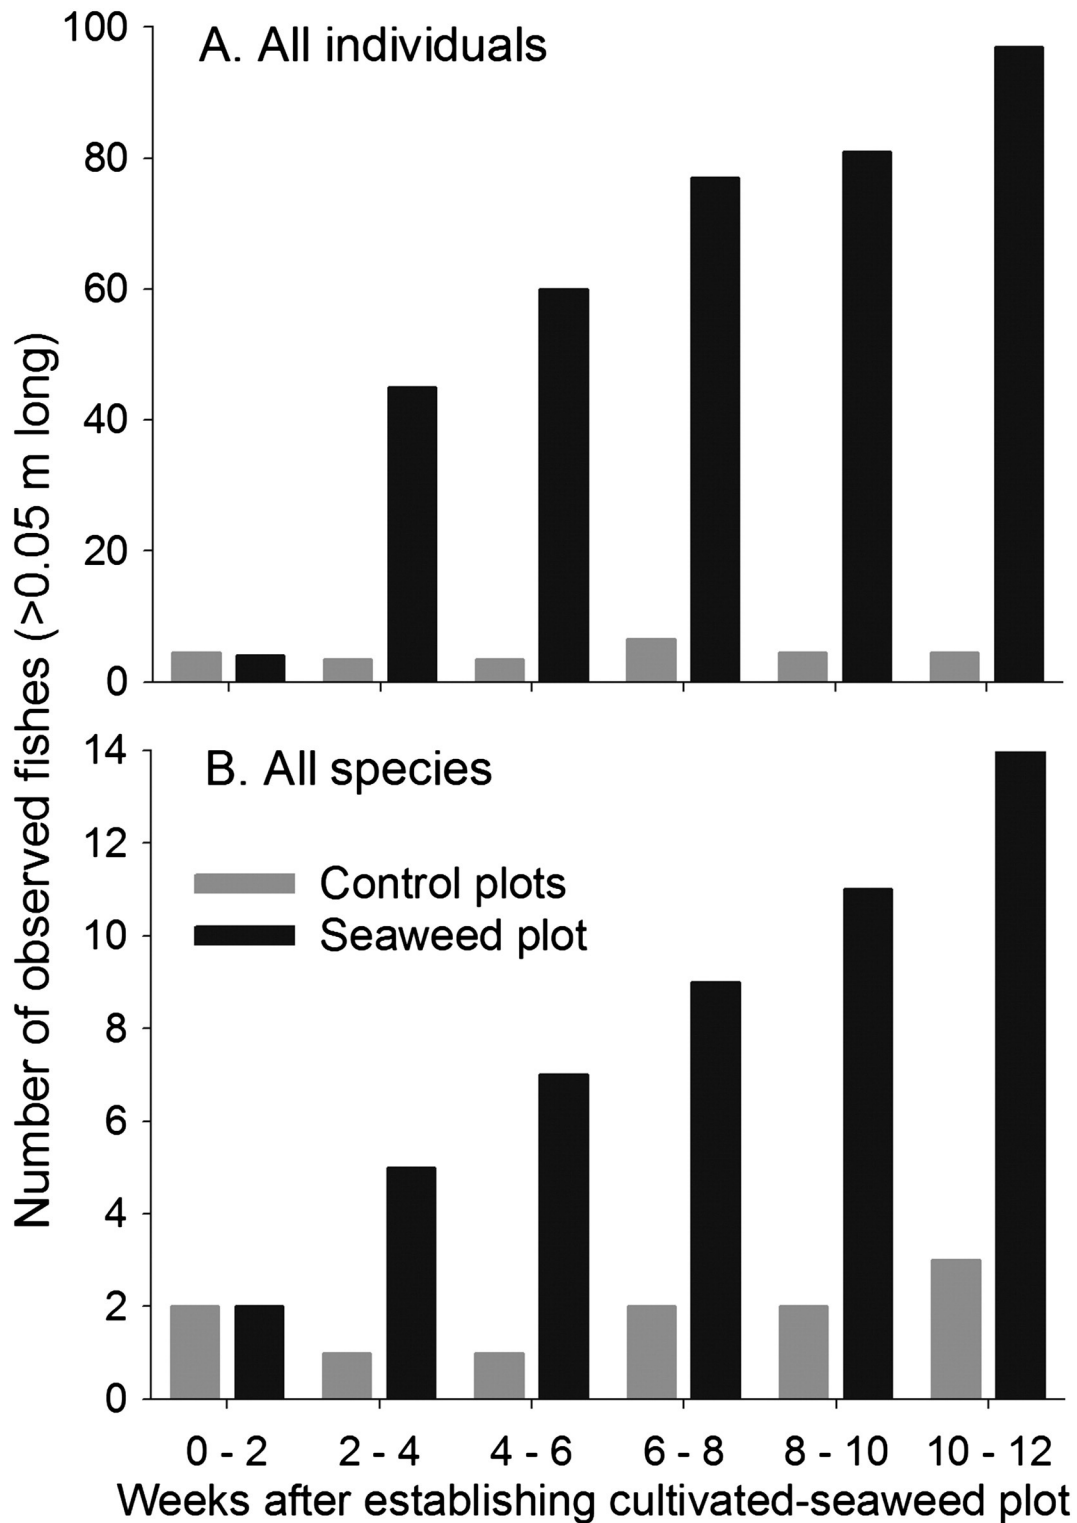 A. All individuals
100
80
60
40
20
0
Number of observed fishes (>0.05 m long)
B. All species
14
12
10
8
6
4
2
0
Control plots
Seaweed plot
0 - 2 2 - 4 4 - 6 6 - 8 8 - 10 10 - 12
Weeks after establishing cultivated-seaweed plot